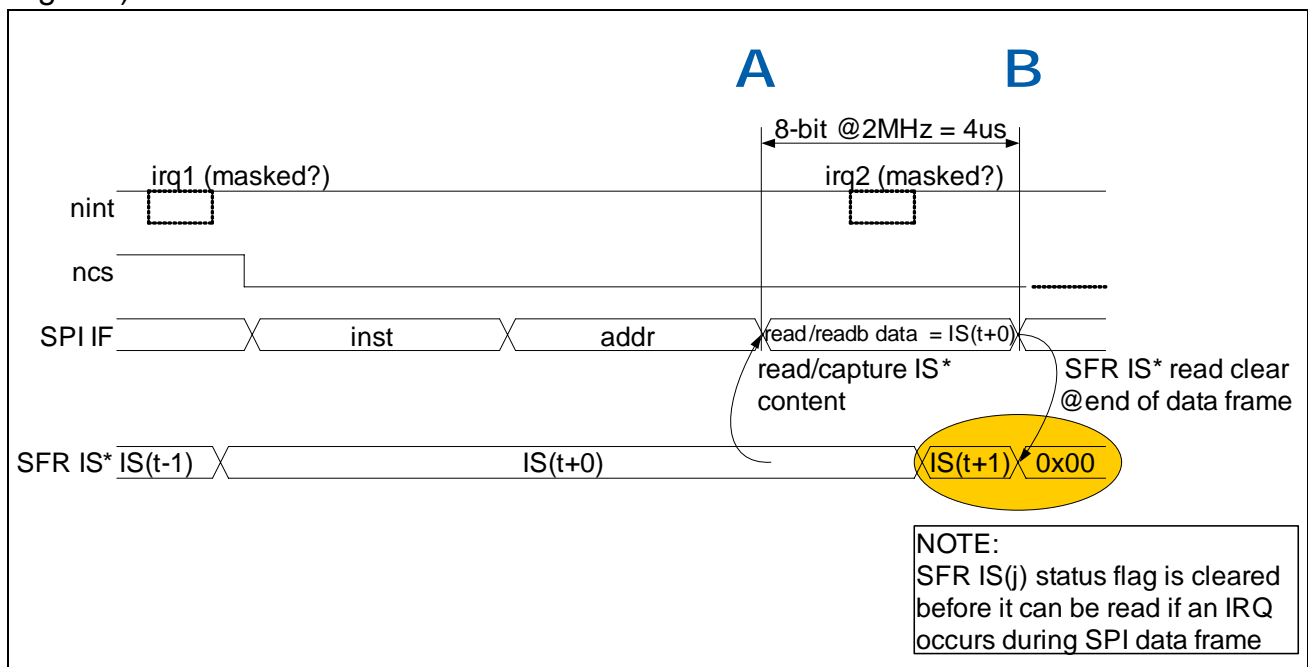 A
B
8-bit @2MHz = 4us
irq1 (masked?)
irq2 (masked?)
nint
ncs
SPI IF
inst
addr
read/readb data = IS(t+0)
read/capture IS*
content
SFR IS* read clear
@end of data frame
SFR IS*
IS(t-1)
IS(t+0)
IS(t+1)
0x00
NOTE:
SFR IS(j) status flag is cleared
before it can be read if an IRQ
occurs during SPI data frame